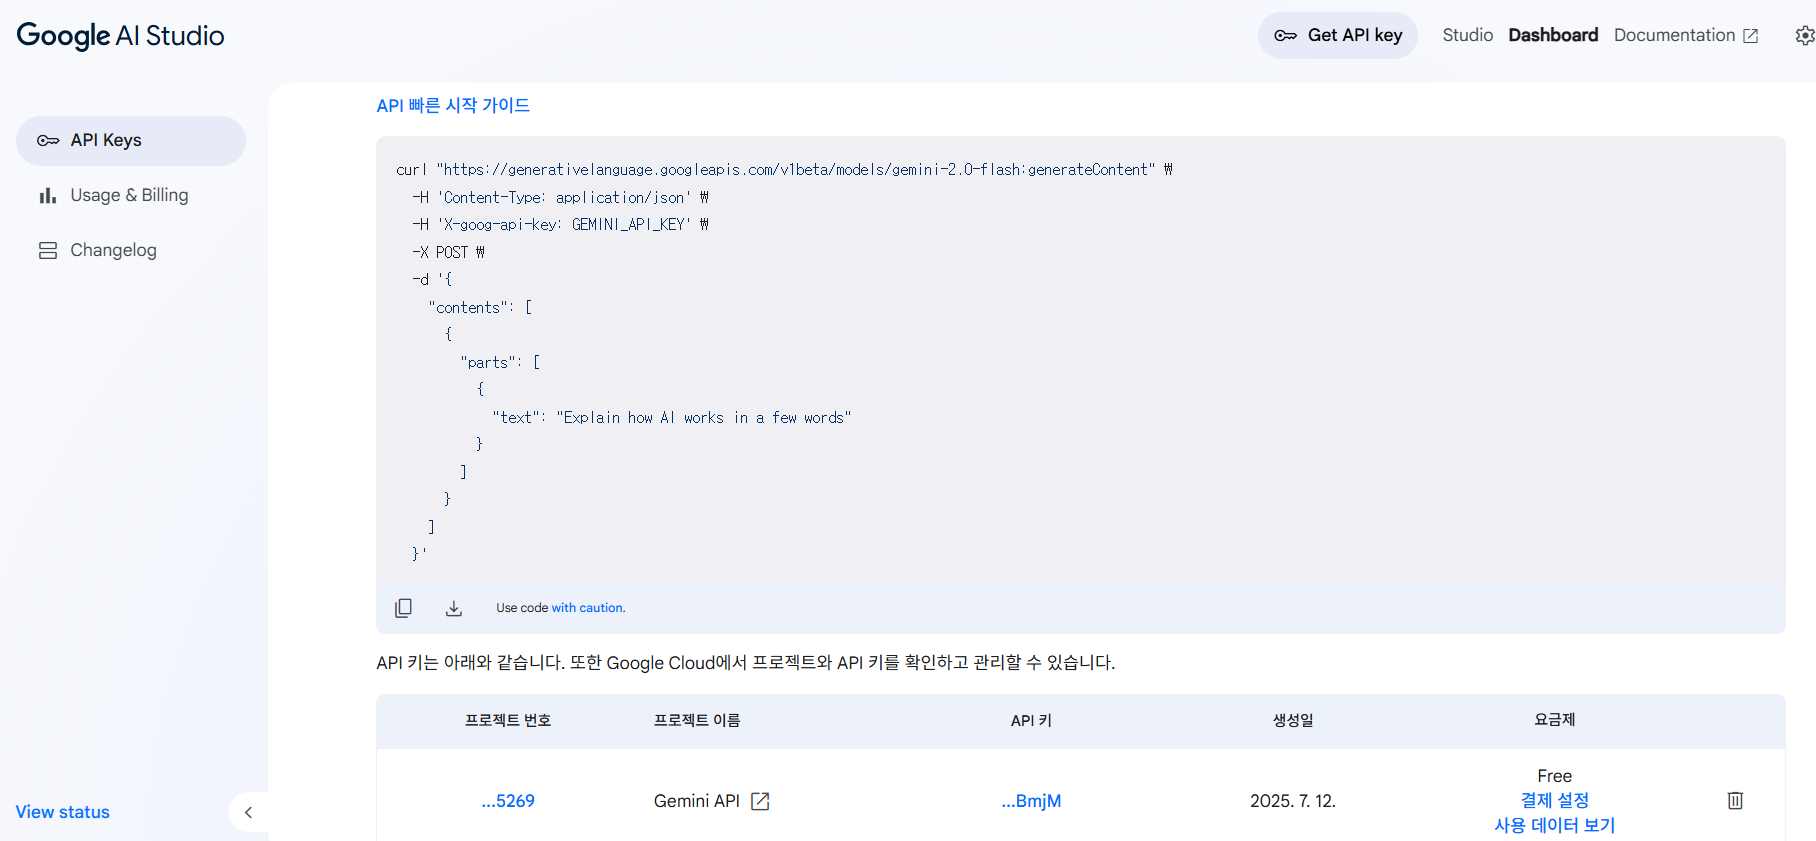 Google AI Studio
Get API key
Studio
Dashboard
Documentation
API Keys
Usage & Billing
Changelog
View status
API 빠른 시작 가이드
curl "https://generativelanguage.googleapis.com/v1beta/models/gemini-2.0-flash:generateContent" ₩
-H 'Content-Type: application/json' ₩
-H 'X-goog-api-key: GEMINI_API_KEY' ₩
-X POST ₩
-d '{
"contents": [
{
"parts": [
{
"text": "Explain how AI works in a few words"
}
]
}
]
}'
Use code with caution.
API 키는 아래와 같습니다. 또한 Google Cloud에서 프로젝트와 API 키를 확인하고 관리할 수 있습니다.
프로젝트 번호 프로젝트 이름 API 키 생성일 요금제
...5269 Gemini API ...BmjM 2025. 7. 12. Free
결제 설정
사용 데이터 보기